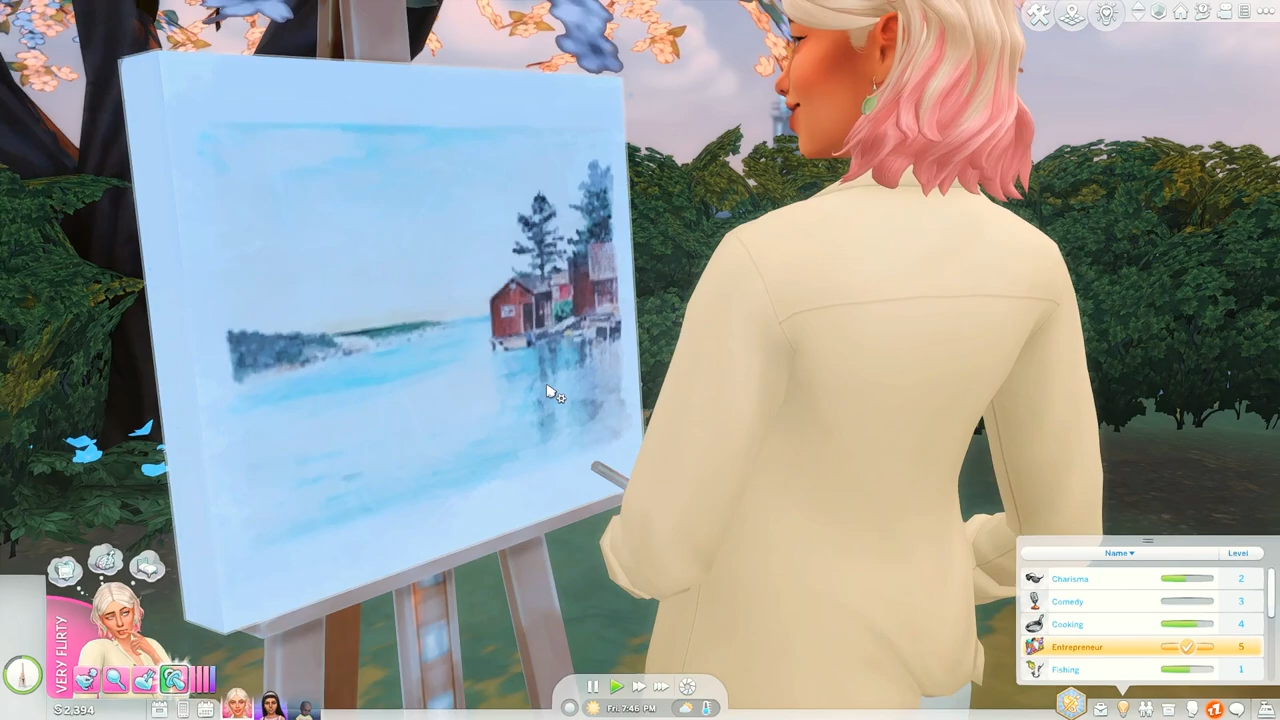 Name Level
Charisma 2
Comedy 3
Cooking 4
Entrepreneur 5
Fishing 1
VERY FLIRTY
§2,394
Fri. 7:46 PM